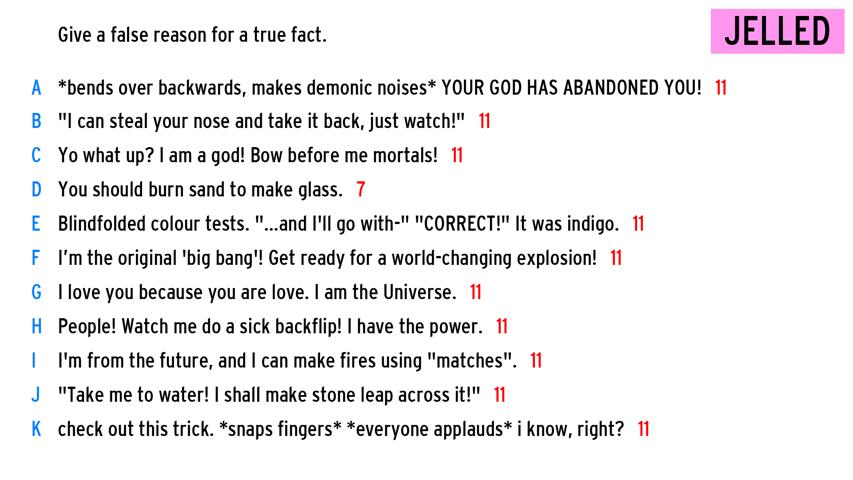 Give a false reason for a true fact.
JELLED
A *bends over backwards, makes demonic noises* YOUR GOD HAS ABANDONED YOU! 11
B "I can steal your nose and take it back, just watch!" 11
C Yo what up? I am a god! Bow before me mortals! 11
D You should burn sand to make glass. 7
E Blindfolded colour tests. "...and I'll go with-" "CORRECT!" It was indigo. 11
F I'm the original 'big bang'! Get ready for a world-changing explosion! 11
G I love you because you are love. I am the Universe. 11
H People! Watch me do a sick backflip! I have the power. 11
I I'm from the future, and I can make fires using "matches". 11
J "Take me to water! I shall make stone leap across it!" 11
K check out this trick. *snaps fingers* *everyone applauds* i know, right? 11